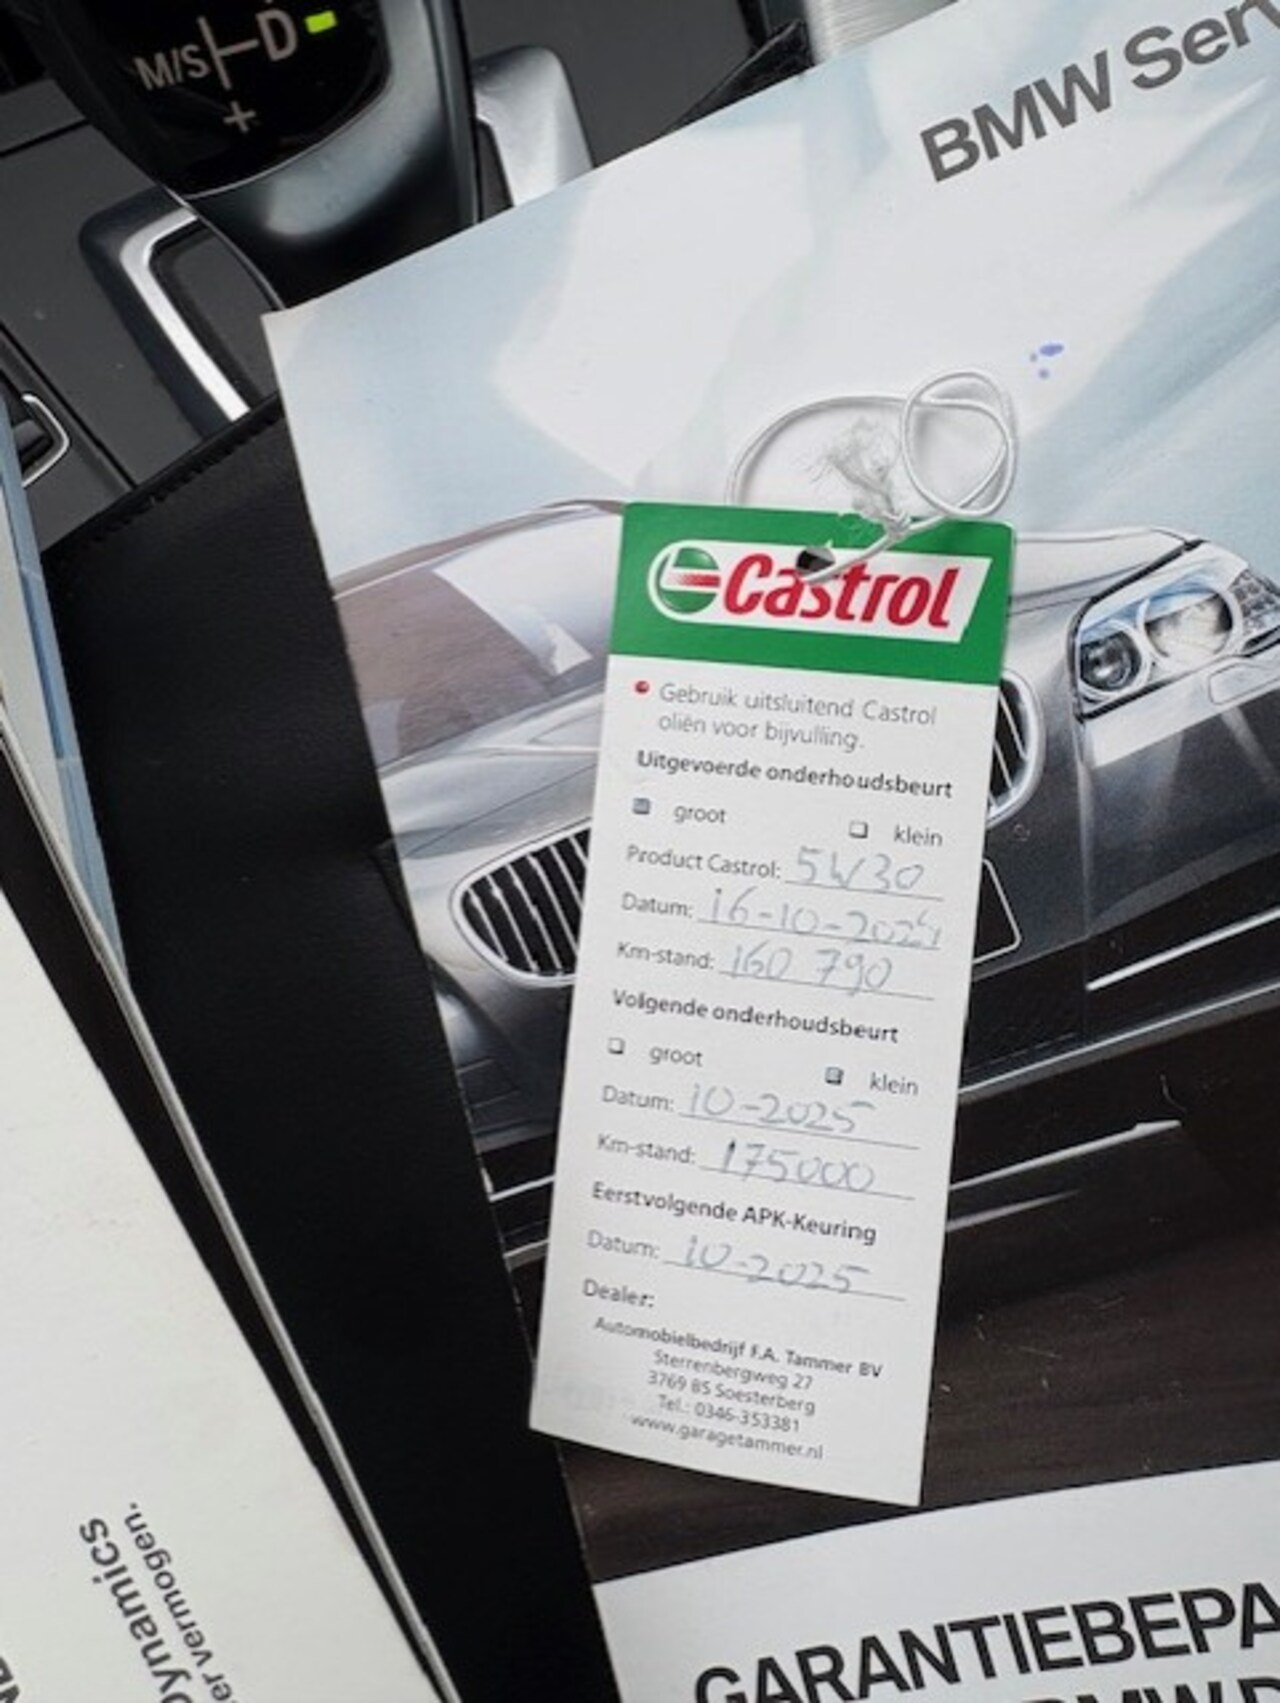 M/S D
+
BMW Serv
Castrol
Gebruik uitsluitend Castrol
oliën voor bijvulling.
Uitgevoerde onderhoudsbeurt
groot klein
Product Castrol: 5W30
Datum: 16-10-2024
Km-stand: 160 790
Volgende onderhoudsbeurt
groot klein
Datum: 10-2025
Km-stand: 175000
Eerstvolgende APK-Keuring
Datum: 10-2025
Dealer:
Automobielbedrijf F.A. Tammer BV
Sterrenbergweg 27
3769 BS Soesterberg
Tel.: 0346-353381
www.garagetammer.nl
GARANTIEBEPA
BMW D
ynamics
er vermogen.